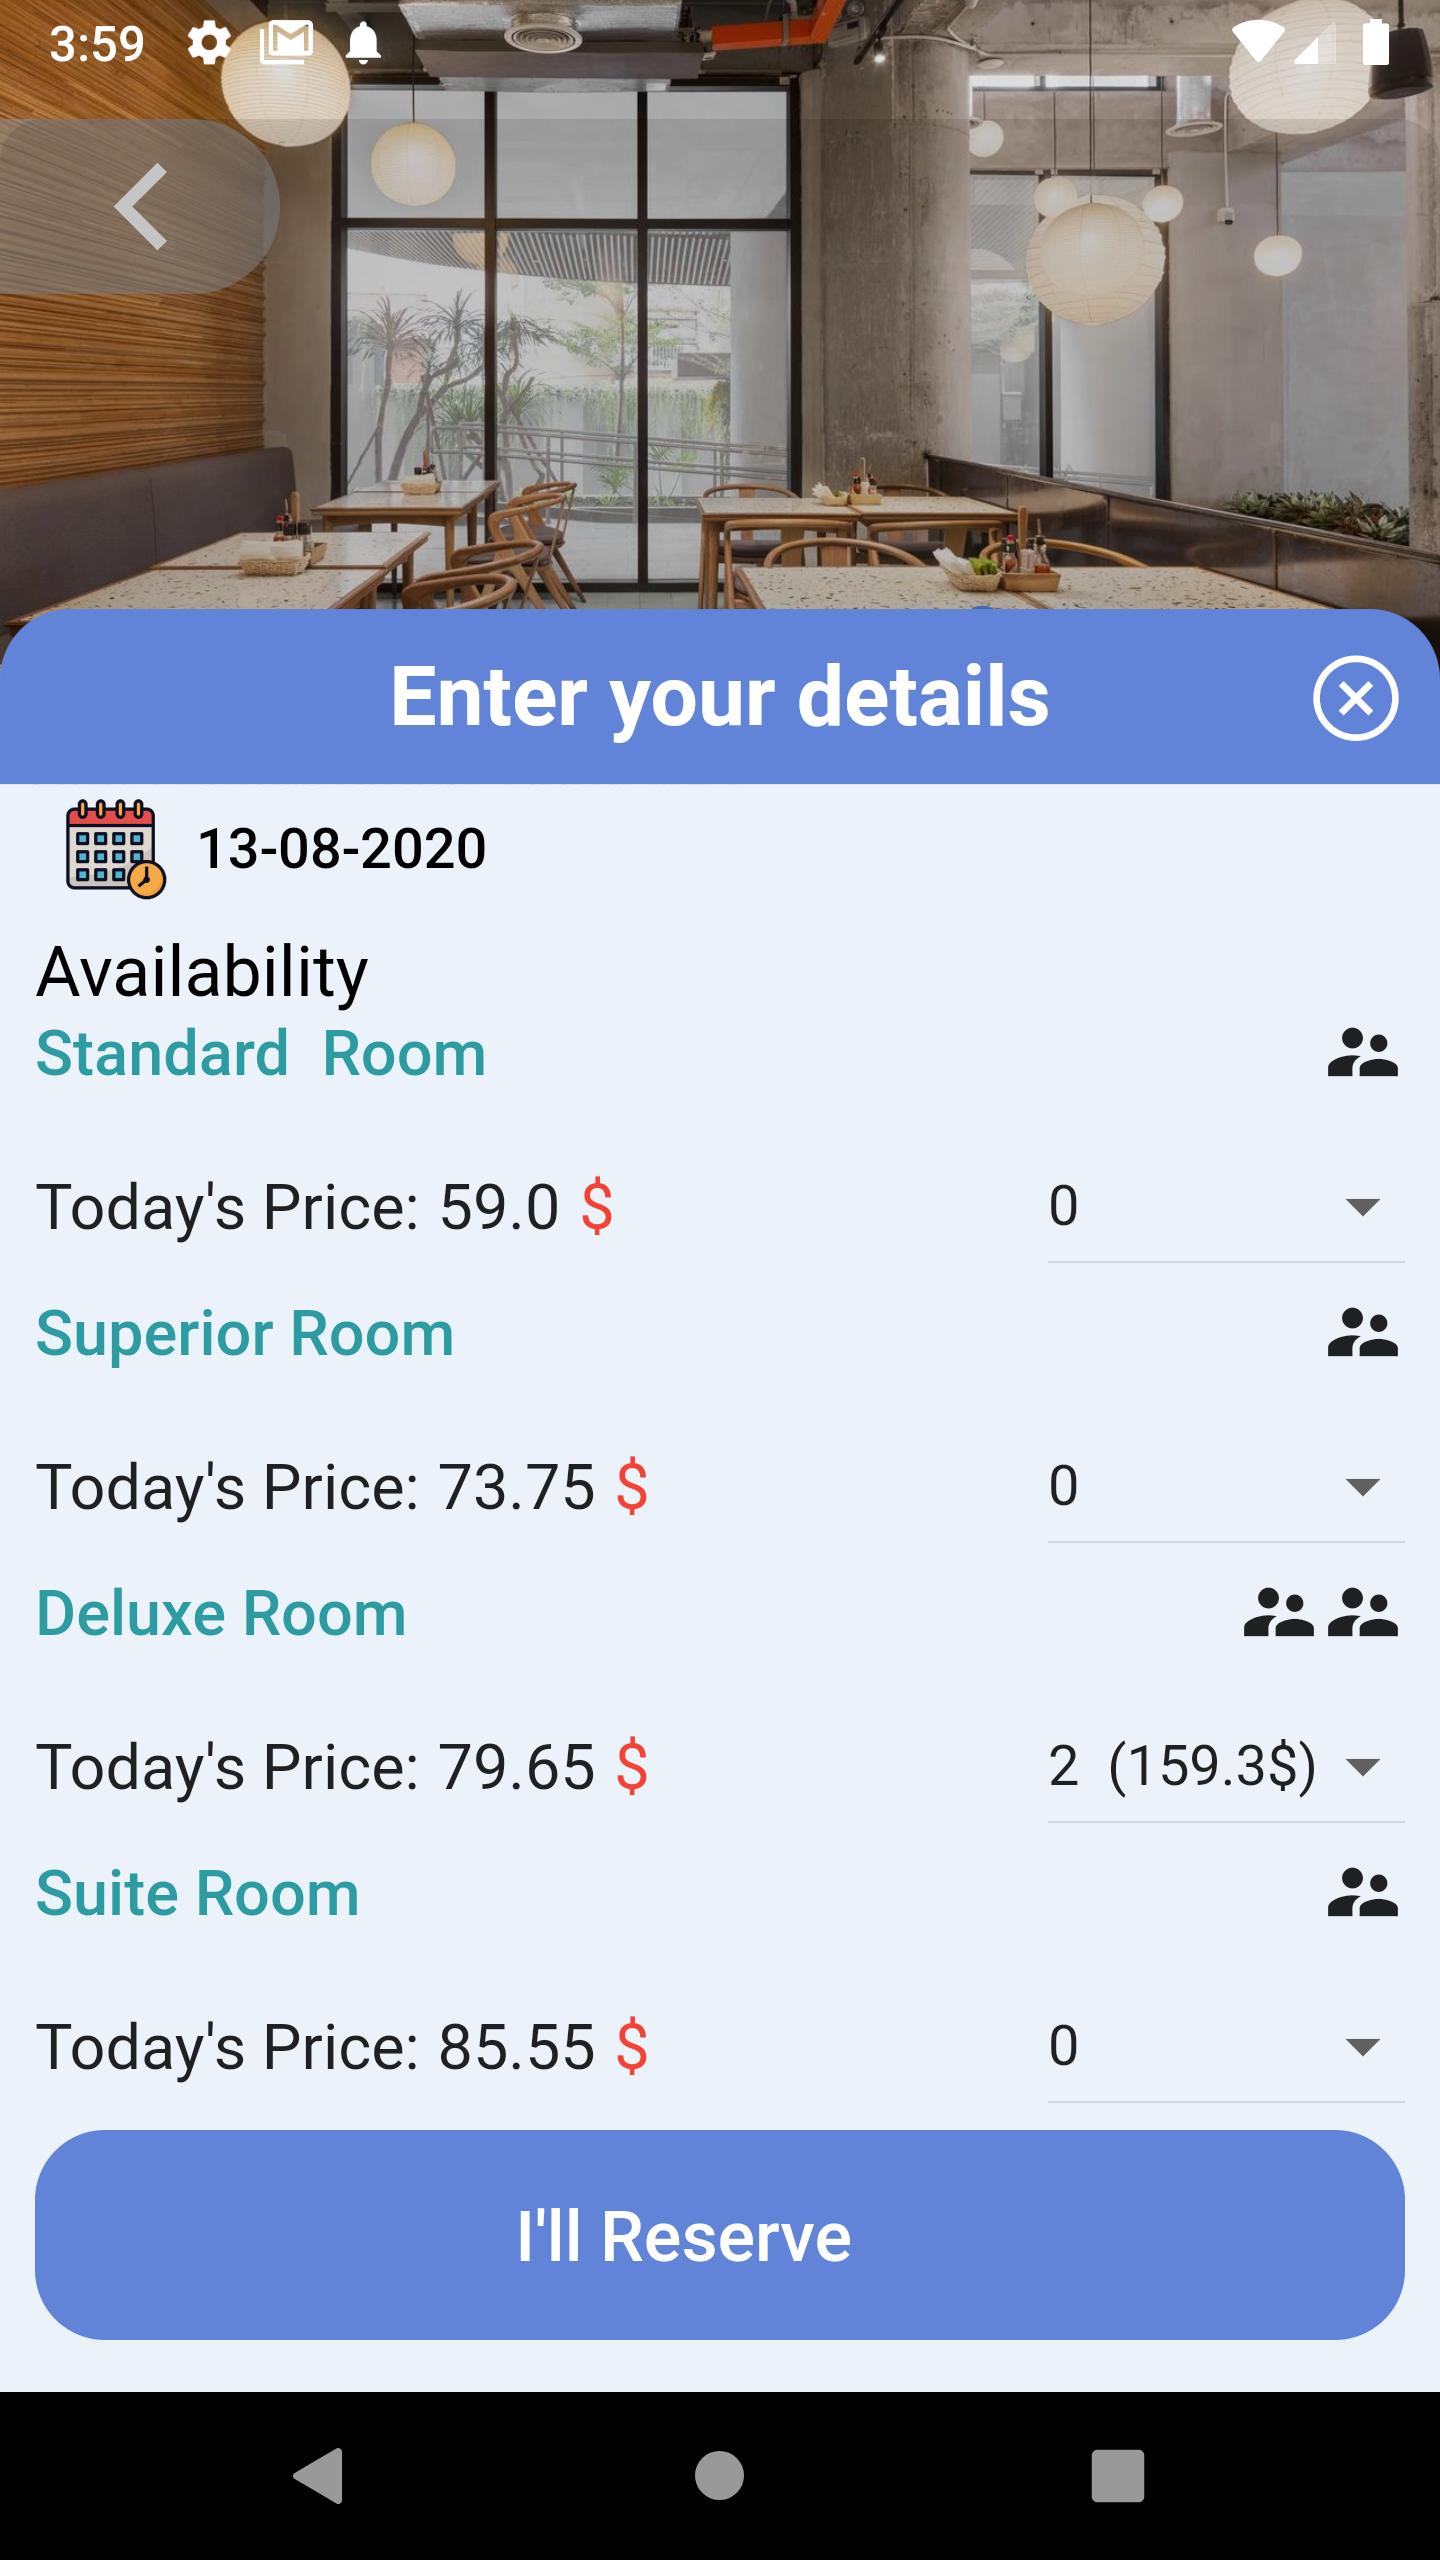 3:59
Enter your details
13-08-2020
Availability
Standard  Room
Today's Price: 59.0 $ 0
Superior Room
Today's Price: 73.75 $ 0
Deluxe Room
Today's Price: 79.65 $ 2  (159.3$)
Suite Room
Today's Price: 85.55 $ 0
I'll Reserve